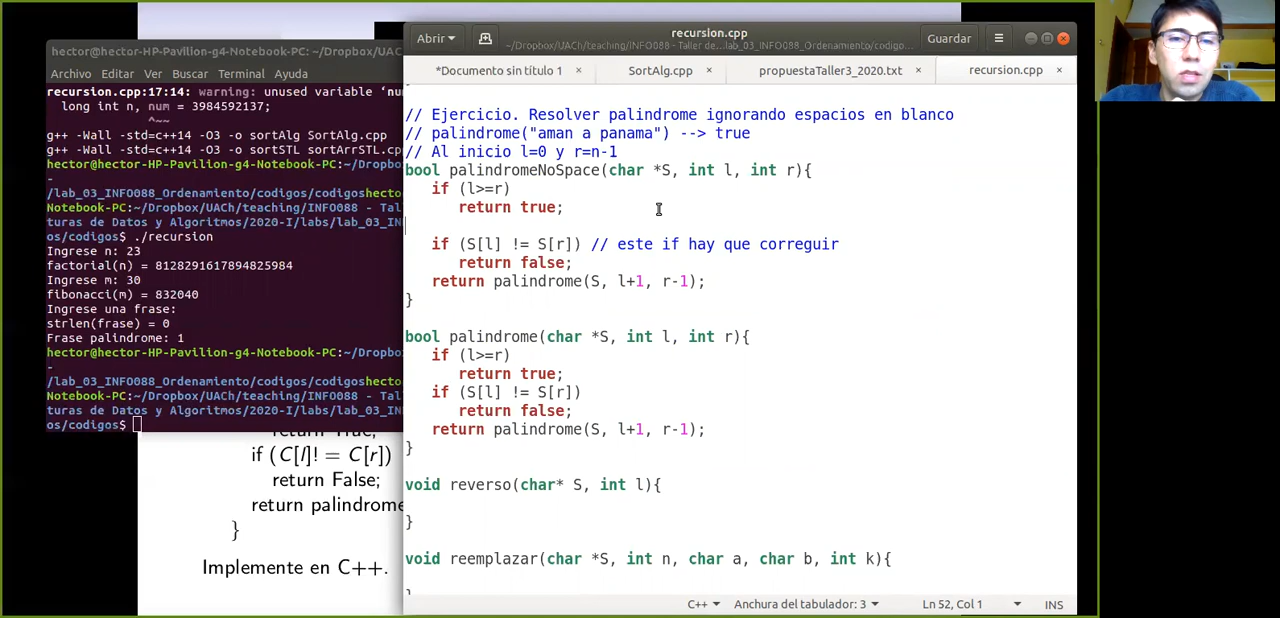 hector@hector-HP-Pavilion-g4-Notebook-PC: ~/Dropbox/UACh/
Archivo Editar Ver Buscar Terminal Ayuda
recursion.cpp:17:14: warning: unused variable ‘nu
long int n, num = 3984592137;
^~~
g++ -Wall -std=c++14 -O3 -o sortAlg SortAlg.cpp
g++ -Wall -std=c++14 -O3 -o sortSTL sortArrSTL.cp
hector@hector-HP-Pavilion-g4-Notebook-PC:~/Dropbo
-
/lab_03_INFO088_Ordenamiento/codigos/codigoshecto
Notebook-PC:~/Dropbox/UACh/teaching/INFO088 - Tal
turas de Datos y Algoritmos/2020-I/labs/lab_03_IN
os/codigos$ ./recursion
Ingrese n: 23
factorial(n) = 8128291617894825984
Ingrese m: 30
fibonacci(m) = 832040
Ingrese una frase:
strlen(frase) = 0
Frase palindrome: 1
hector@hector-HP-Pavilion-g4-Notebook-PC:~/Dropbo
-
/lab_03_INFO088_Ordenamiento/codigos/codigoshecto
Notebook-PC:~/Dropbox/UACh/teaching/INFO088 - Tal
turas de Datos y Algoritmos/2020-I/labs/lab_03_IN
os/codigos$
return True;
if (C[l]! = C[r])
return False;
return palindrome
}
Implemente en C++.
Abrir
recursion.cpp
~/Dropbox/UACh/teaching/INFO088 - Taller de...lab_03_INFO088_Ordenamiento/codigo...
Guardar
*Documento sin título 1 ×
SortAlg.cpp ×
propuestaTaller3_2020.txt ×
recursion.cpp ×
// Ejercicio. Resolver palindrome ignorando espacios en blanco
// palindrome("aman a panama") --> true
// Al inicio l=0 y r=n-1
bool palindromeNoSpace(char *S, int l, int r){
if (l>=r)
return true;
if (S[l] != S[r]) // este if hay que correguir
return false;
return palindrome(S, l+1, r-1);
}
bool palindrome(char *S, int l, int r){
if (l>=r)
return true;
if (S[l] != S[r])
return false;
return palindrome(S, l+1, r-1);
}
void reverso(char* S, int l){
}
void reemplazar(char *S, int n, char a, char b, int k){
}
C++ Anchura del tabulador: 3 Ln 52, Col 1 INS